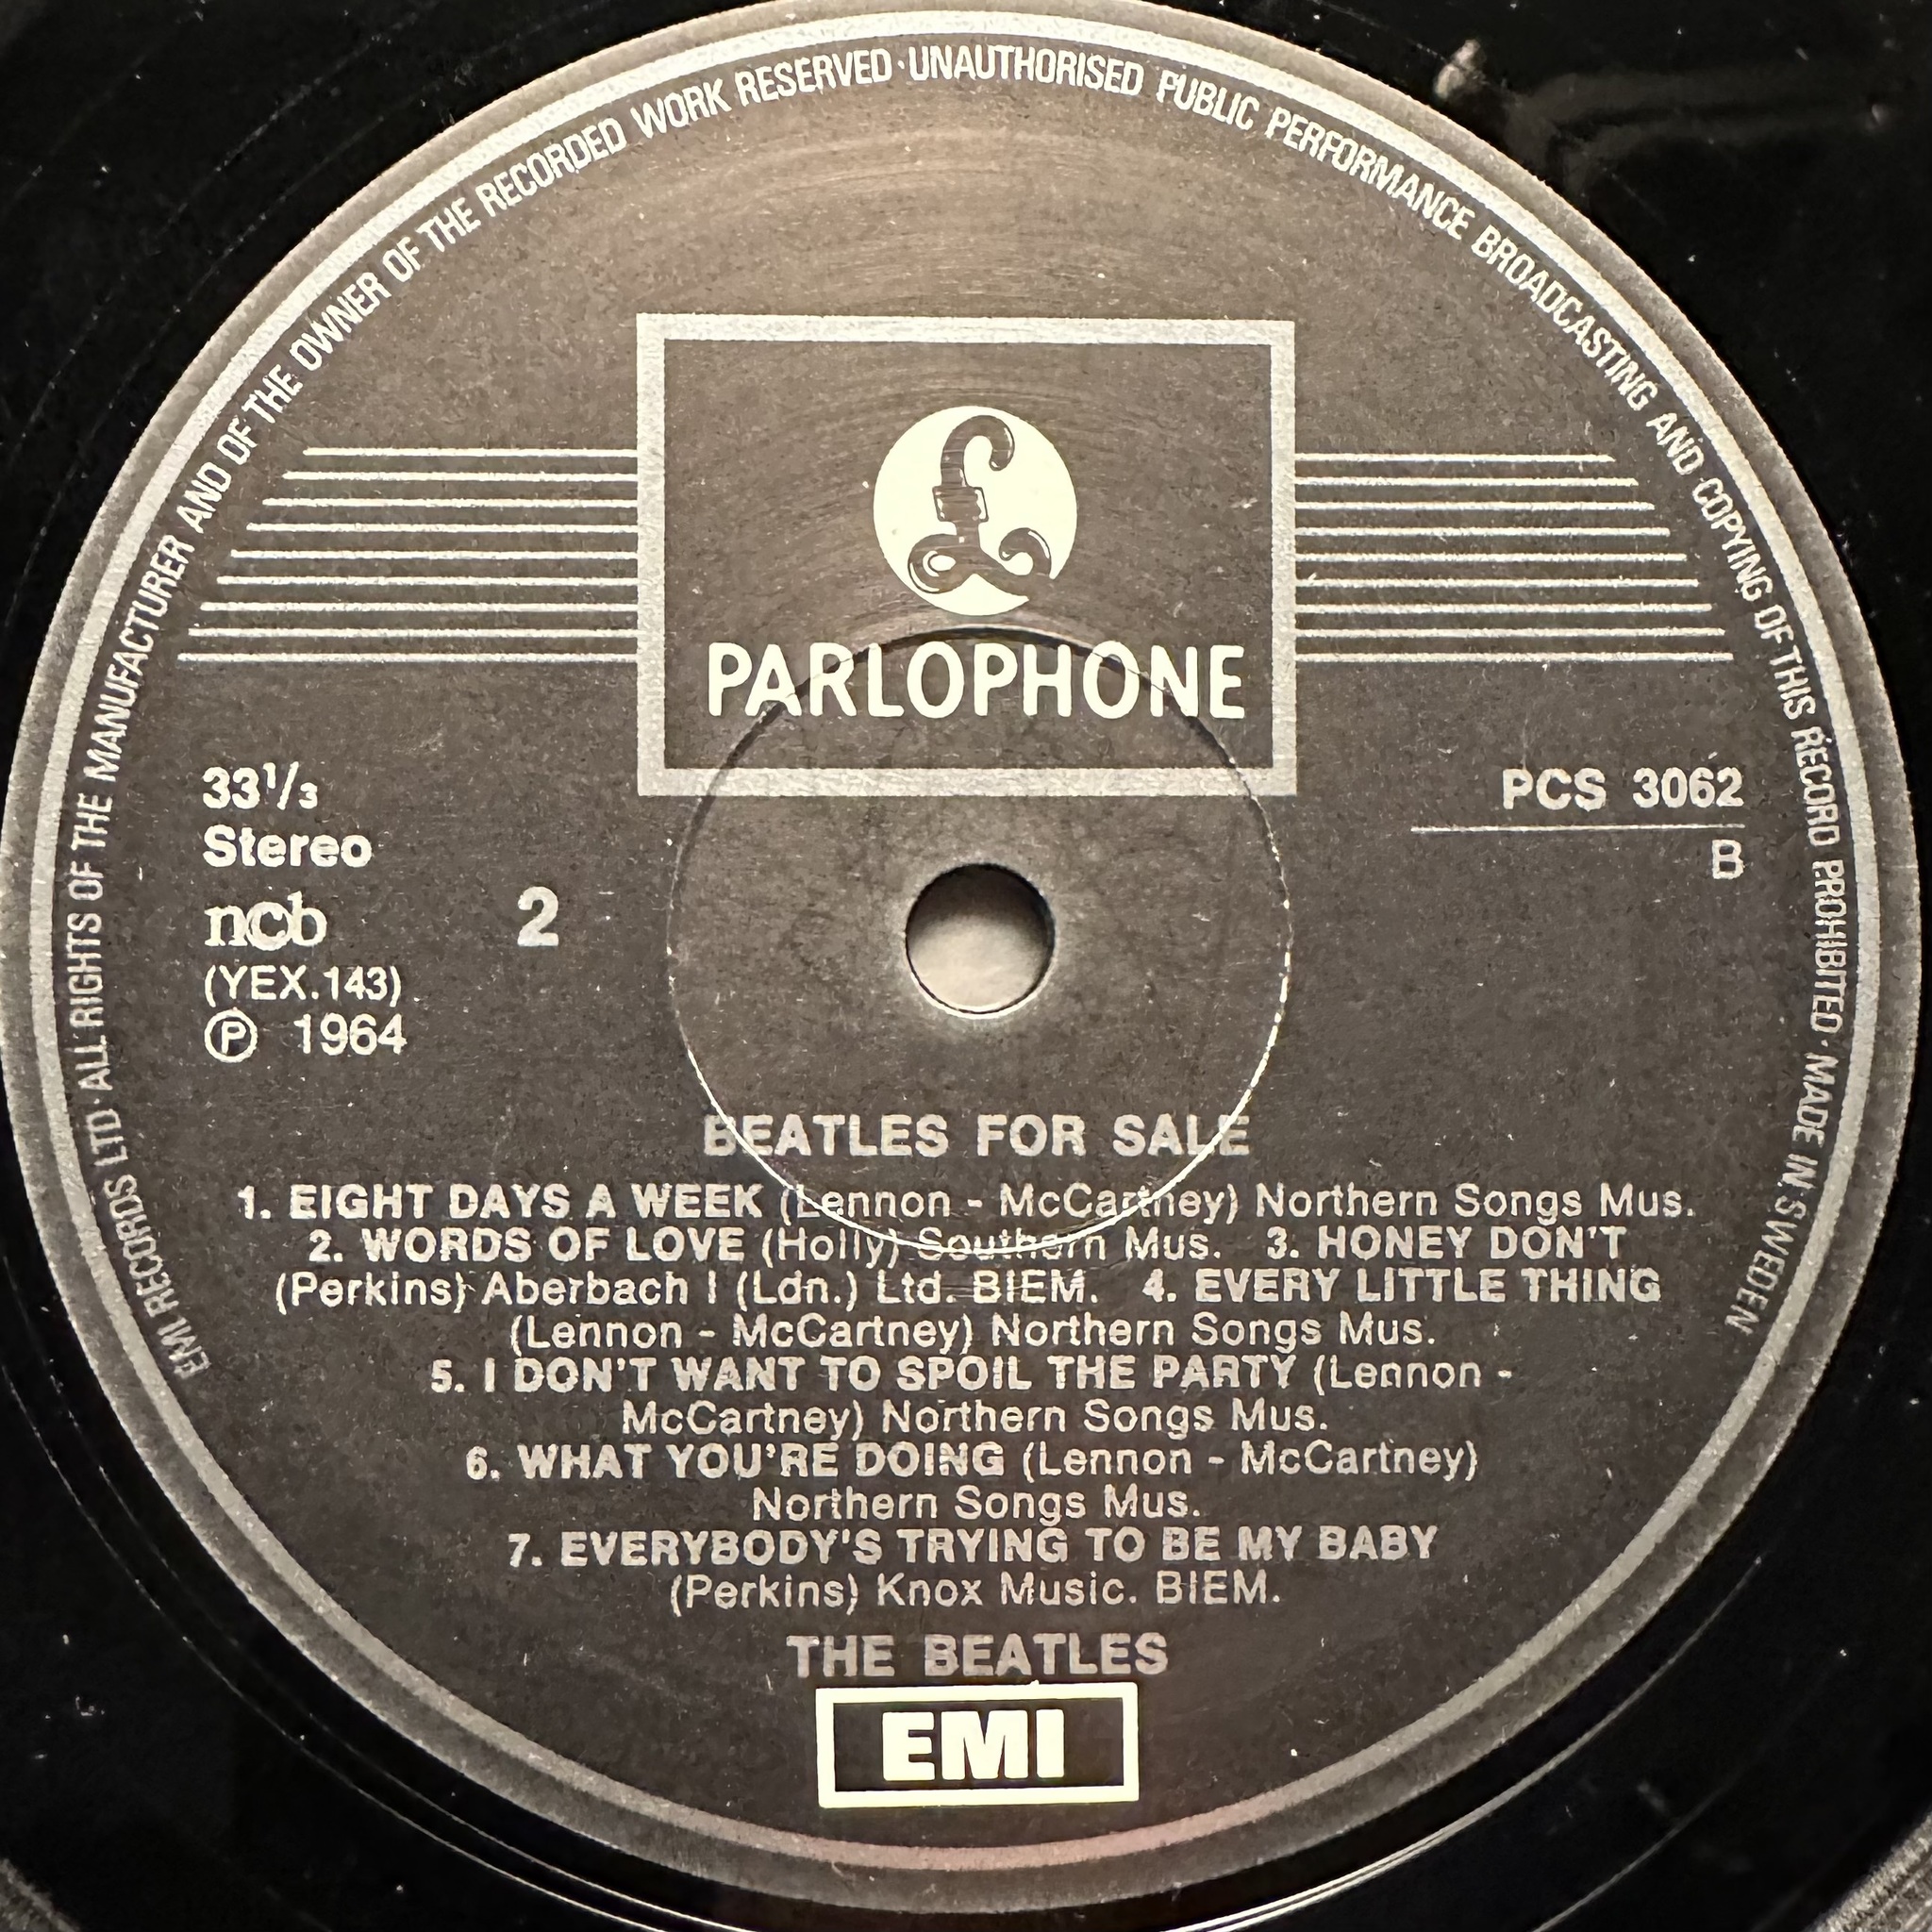 EMI RECORDS LTD · ALL RIGHTS OF THE MANUFACTURER AND OF THE OWNER OF THE RECORDED WORK RESERVED · UNAUTHORISED PUBLIC PERFORMANCE BROADCASTING AND COPYING OF THIS RECORD PROHIBITED · MADE IN SWEDEN
£
PARLOPHONE
33⅓
Stereo
ncb
(YEX.143)
Ⓟ 1964
2
PCS 3062
B
BEATLES FOR SALE
1. EIGHT DAYS A WEEK (Lennon - McCartney) Northern Songs Mus.
2. WORDS OF LOVE (Holly) Southern Mus. 3. HONEY DON'T
(Perkins) Aberbach I (Ldn.) Ltd. BIEM. 4. EVERY LITTLE THING
(Lennon - McCartney) Northern Songs Mus.
5. I DON'T WANT TO SPOIL THE PARTY (Lennon -
McCartney) Northern Songs Mus.
6. WHAT YOU'RE DOING (Lennon - McCartney)
Northern Songs Mus.
7. EVERYBODY'S TRYING TO BE MY BABY
(Perkins) Knox Music. BIEM.
THE BEATLES
EMI